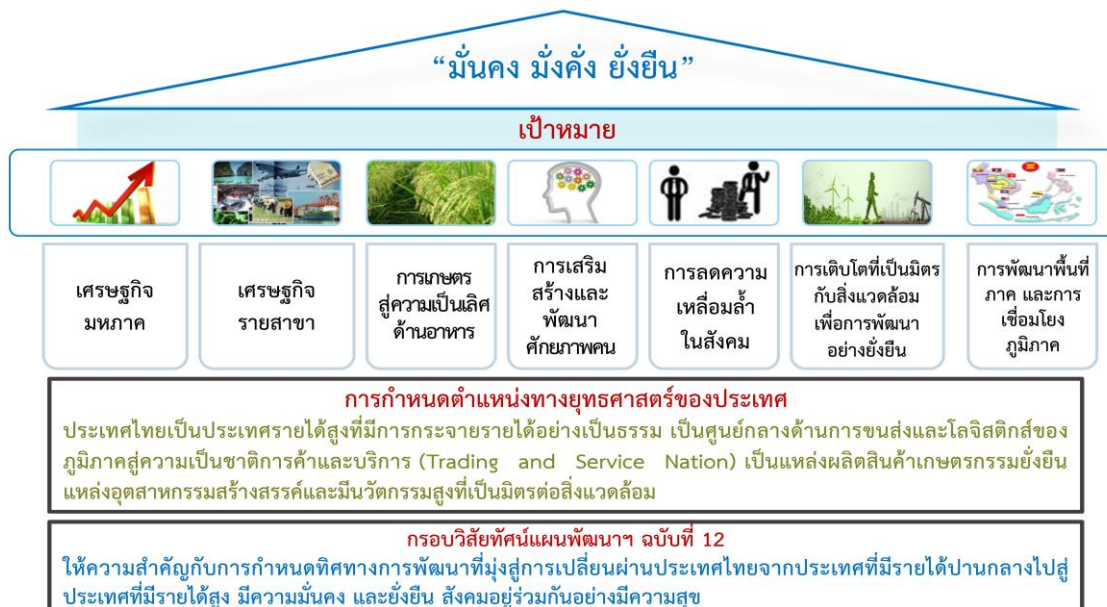 “มั่นคง มั่งคั่ง ยั่งยืน”
เป้าหมาย
เศรษฐกิจ
มหภาค
เศรษฐกิจ
รายสาขา
การเกษตร
สู่ความเป็นเลิศ
ด้านอาหาร
การเสริม
สร้างและ
พัฒนา
ศักยภาพคน
การลดความ
เหลื่อมล้ำ
ในสังคม
การเติบโตที่เป็นมิตร
กับสิ่งแวดล้อม
เพื่อการพัฒนา
อย่างยั่งยืน
การพัฒนาพื้นที่
ภาค และการ
เชื่อมโยง
ภูมิภาค
การกำหนดตำแหน่งทางยุทธศาสตร์ของประเทศ
ประเทศไทยเป็นประเทศรายได้สูงที่มีการกระจายรายได้อย่างเป็นธรรม เป็นศูนย์กลางด้านการขนส่งและโลจิสติกส์ของ
ภูมิภาคสู่ความเป็นชาติการค้าและบริการ (Trading and Service Nation) เป็นแหล่งผลิตสินค้าเกษตรกรรมยั่งยืน
แหล่งอุตสาหกรรมสร้างสรรค์และมีนวัตกรรมสูงที่เป็นมิตรต่อสิ่งแวดล้อม
กรอบวิสัยทัศน์แผนพัฒนาฯ ฉบับที่ 12
ให้ความสำคัญกับการกำหนดทิศทางการพัฒนาที่มุ่งสู่การเปลี่ยนผ่านประเทศไทยจากประเทศที่มีรายได้ปานกลางไปสู่
ประเทศที่มีรายได้สูง มีความมั่นคง และยั่งยืน สังคมอยู่ร่วมกันอย่างมีความสุข